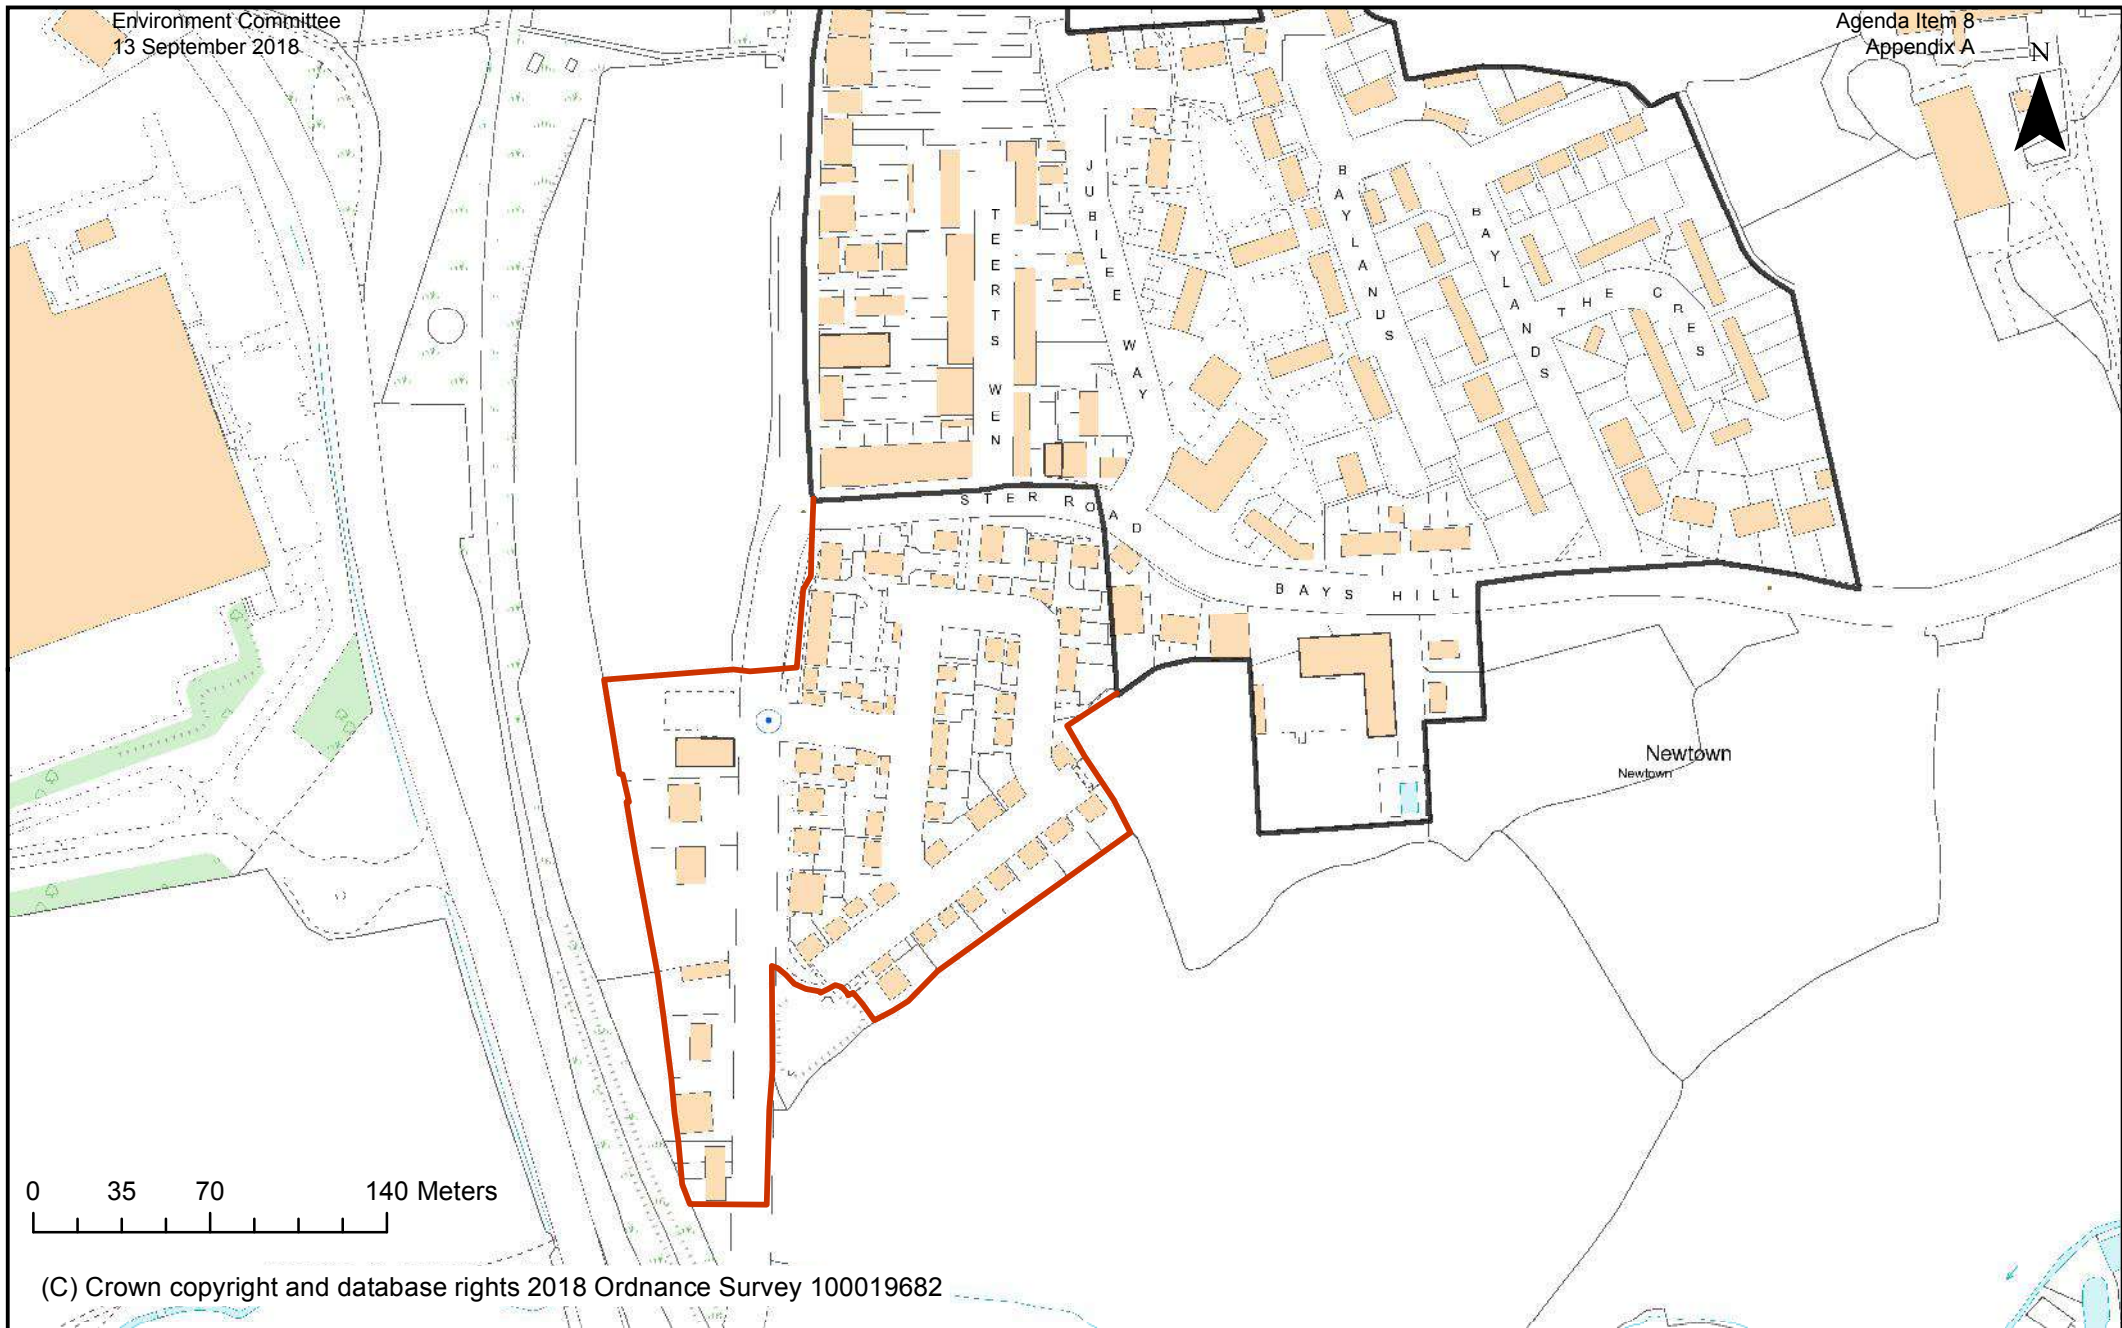 Environment Committee
13 September 2018
Agenda Item 8
Appendix A
N
JUBILEE WAY
TEERTS WEN
BAYLANDS
BAYLANDS
THE CRES
STER ROAD
BAYS HILL
Newtown
Newtown
0 35 70 140 Meters
(C) Crown copyright and database rights 2018 Ordnance Survey 100019682